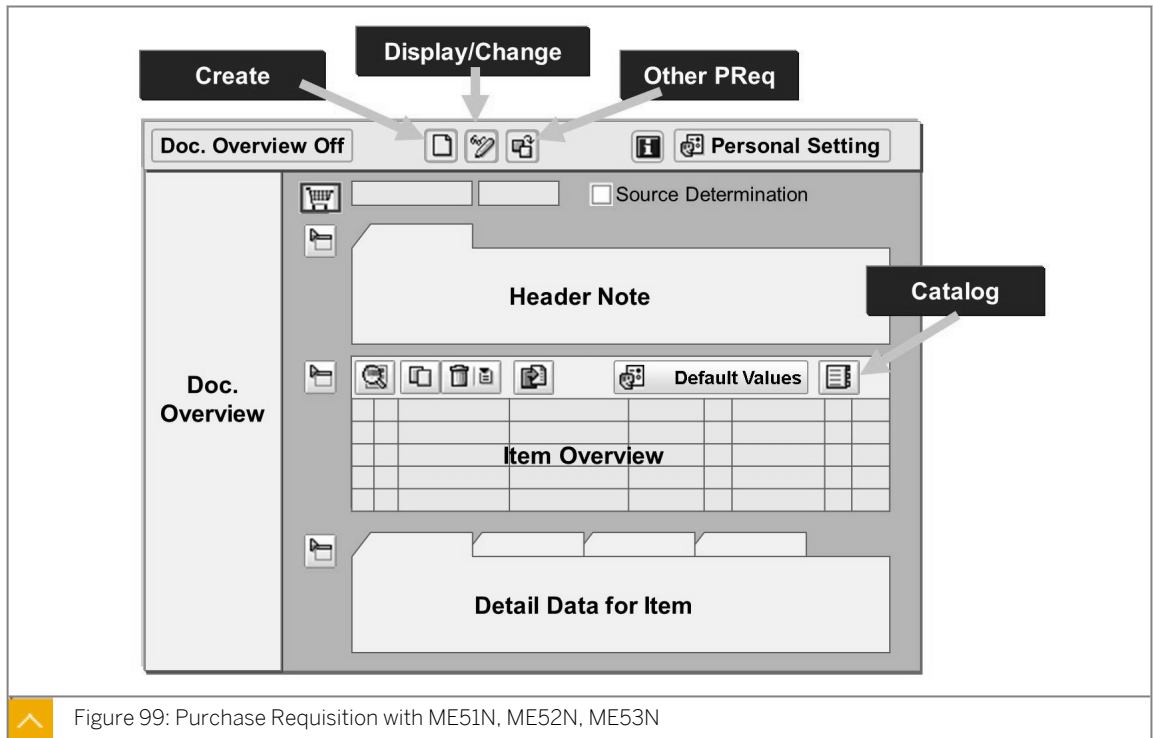 Display/Change
Create
Other PReq
Doc. Overview Off
Personal Setting
Source Determination
Header Note
Catalog
Doc.
Overview
Default Values
Item Overview
Detail Data for Item
Figure 99: Purchase Requisition with ME51N, ME52N, ME53N